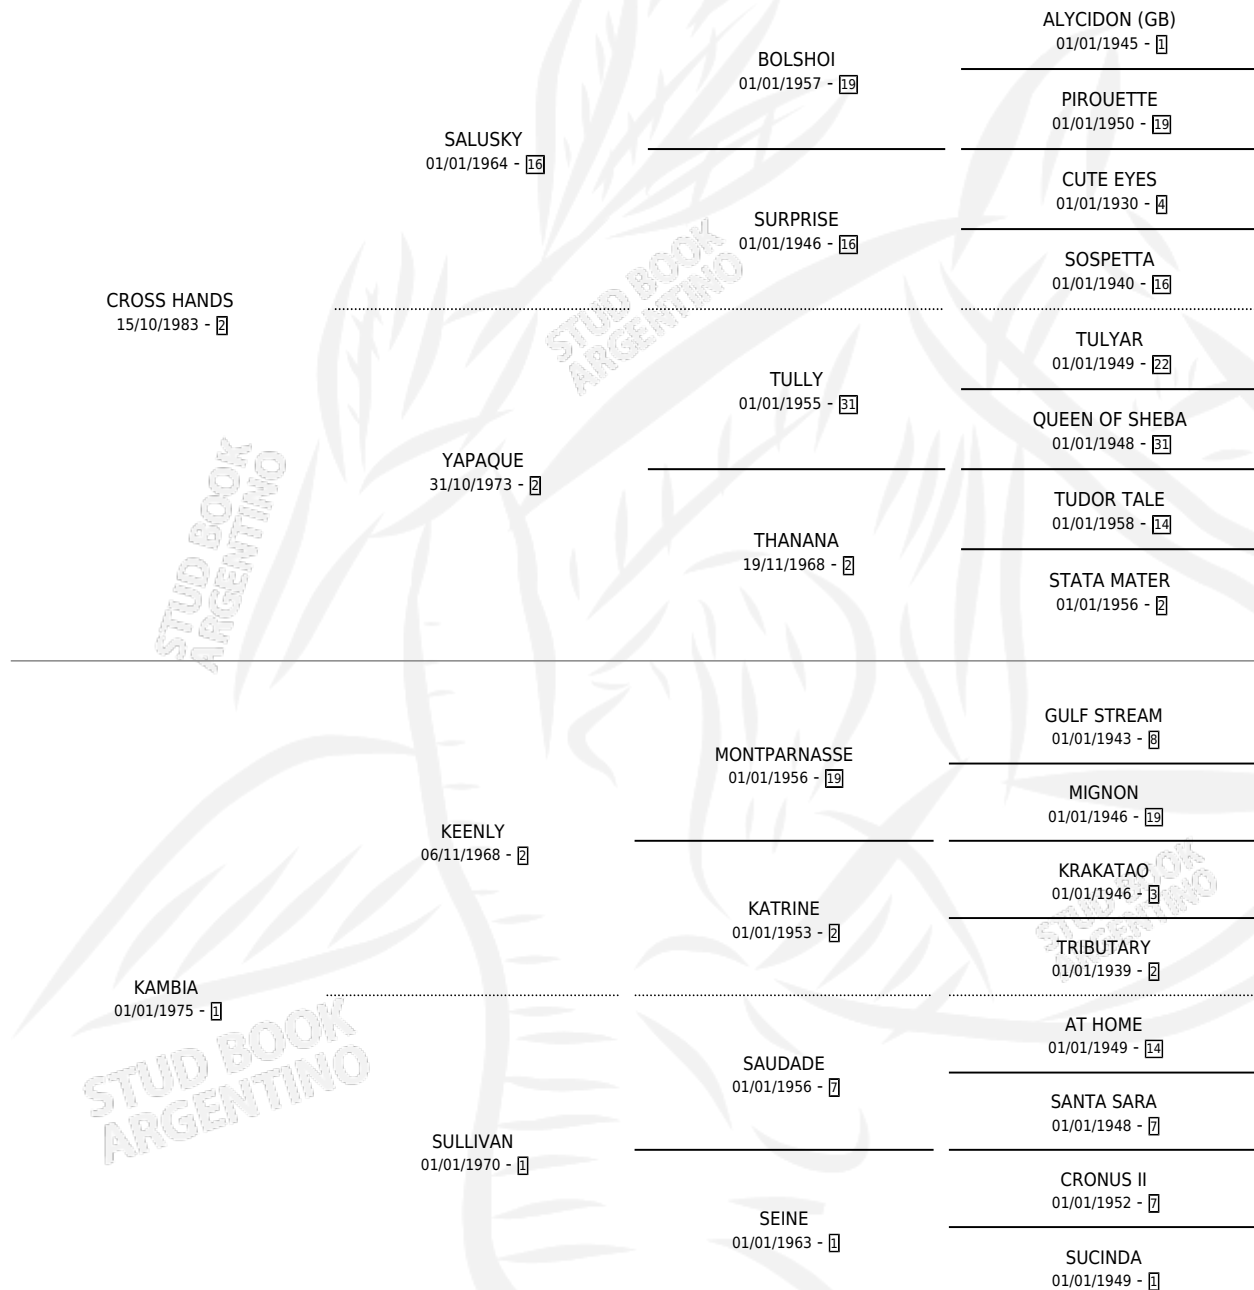 ALYCIDON (GB)
01/01/1945 - 1
BOLSHOI
01/01/1957 - 19
PIROUETTE
01/01/1950 - 19
SALUSKY
01/01/1964 - 16
CUTE EYES
01/01/1930 - 4
SURPRISE
01/01/1946 - 16
SOSPETTA
01/01/1940 - 16
CROSS HANDS
15/10/1983 - 2
STUD BOOK
ARGENTINO
TULYAR
01/01/1949 - 22
TULLY
01/01/1955 - 31
QUEEN OF SHEBA
01/01/1948 - 31
YAPAQUE
31/10/1973 - 2
STUD BOOK
ARGENTINO
TUDOR TALE
01/01/1958 - 14
THANANA
19/11/1968 - 2
STATA MATER
01/01/1956 - 2
GULF STREAM
01/01/1943 - 8
MONTPARNASSE
01/01/1956 - 19
MIGNON
01/01/1946 - 19
KEENLY
06/11/1968 - 2
KRAKATAO
01/01/1946 - 3
STUD BOOK
ARGENTINO
KATRINE
01/01/1953 - 2
TRIBUTARY
01/01/1939 - 2
KAMBIA
01/01/1975 - 1
STUD BOOK
ARGENTINO
AT HOME
01/01/1949 - 14
SAUDADE
01/01/1956 - 7
SANTA SARA
01/01/1948 - 7
SULLIVAN
01/01/1970 - 1
CRONUS II
01/01/1952 - 7
SEINE
01/01/1963 - 1
SUCINDA
01/01/1949 - 1